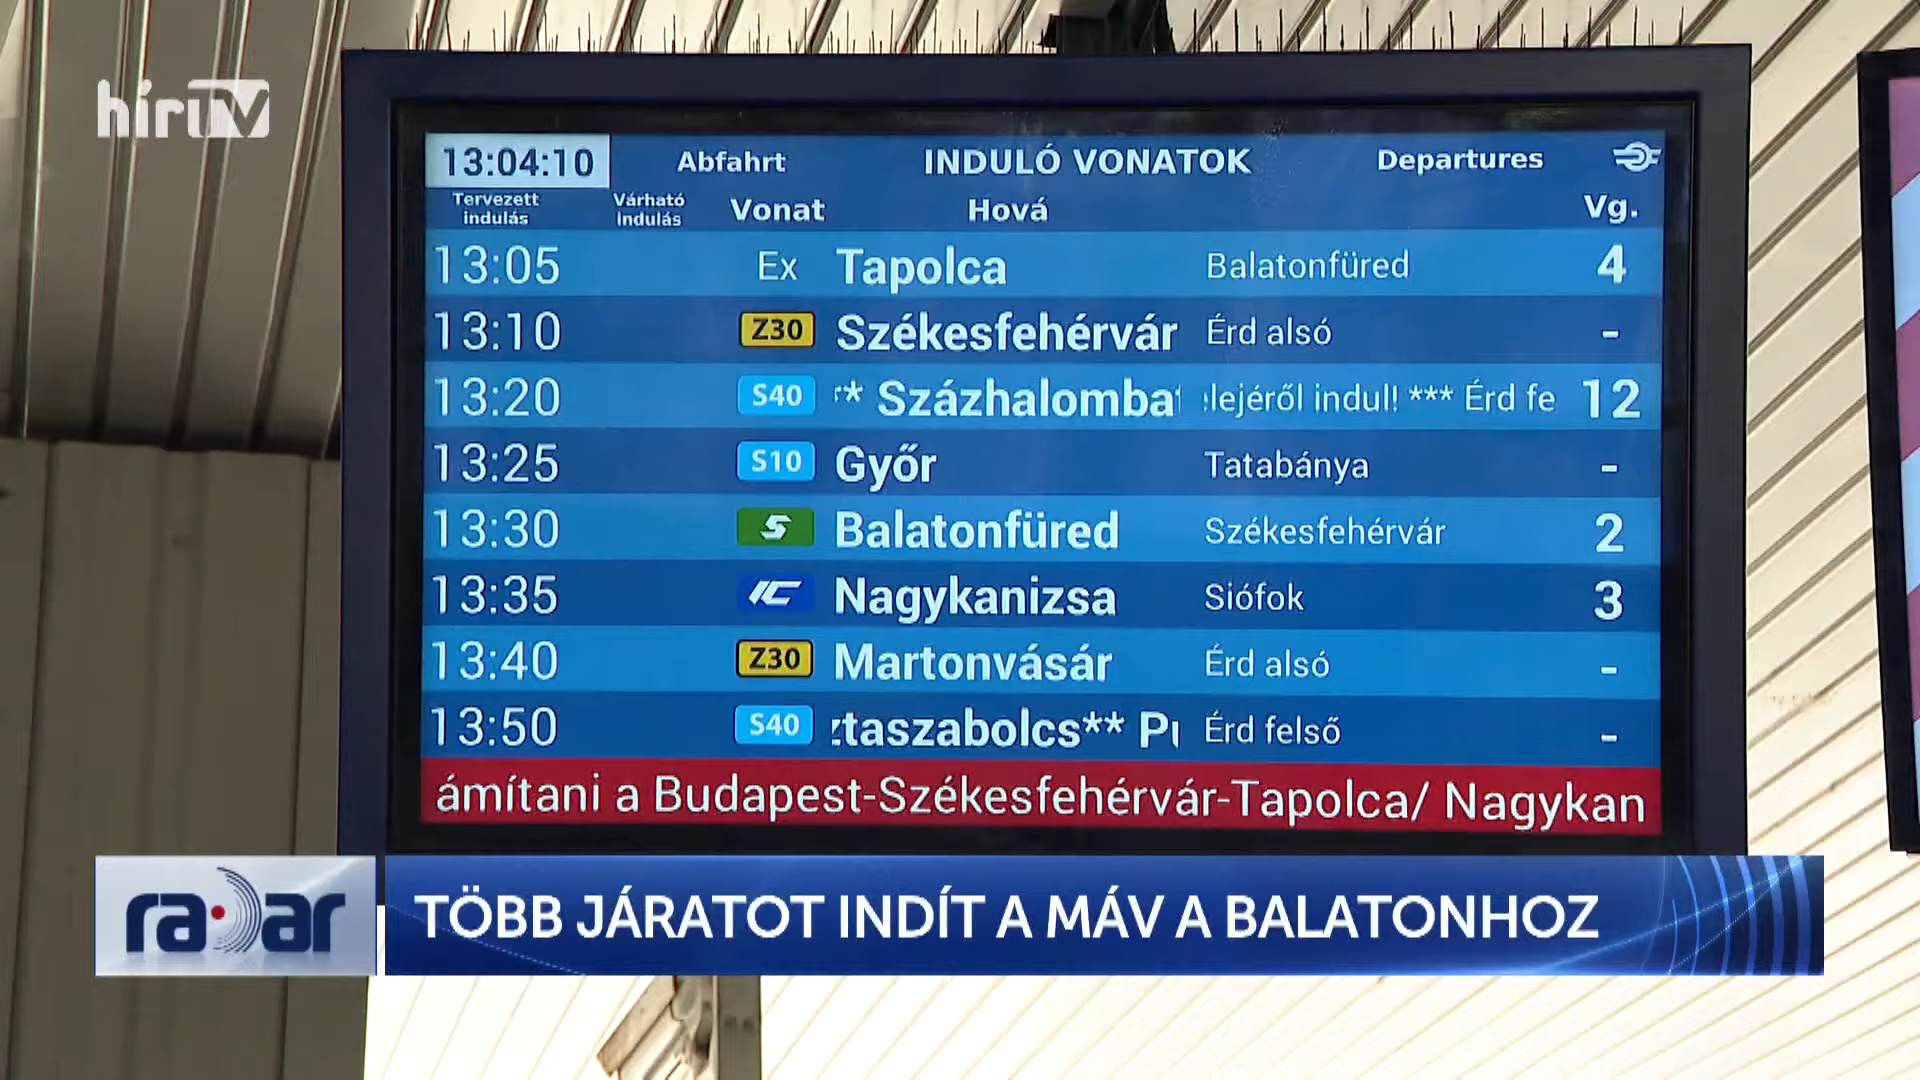 hírTV
13:04:10 Abfahrt INDULÓ VONATOK Departures
Tervezett indulás Várható indulás Vonat Hová Vg.
13:05 Ex Tapolca Balatonfüred 4
13:10 Z30 Székesfehérvár Érd alsó -
13:20 S40 ** Százhalomba lejéről indul! *** Érd fe 12
13:25 S10 Győr Tatabánya -
13:30 S Balatonfüred Székesfehérvár 2
13:35 IC Nagykanizsa Siófok 3
13:40 Z30 Martonvásár Érd alsó -
13:50 S40 ztaszabolcs** Pu Érd felső -
ámítani a Budapest-Székesfehérvár-Tapolca/ Nagykan
radar
TÖBB JÁRATOT INDÍT A MÁV A BALATONHOZ